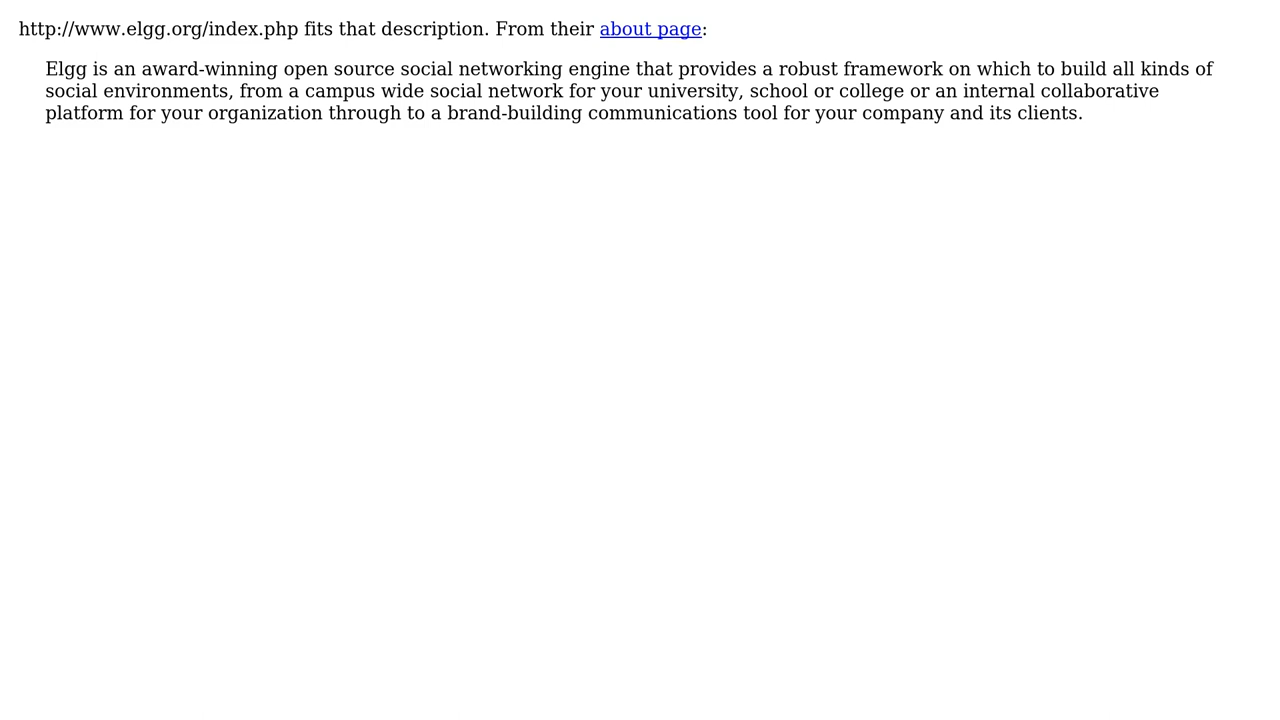 http://www.elgg.org/index.php fits that description. From their about page:
Elgg is an award-winning open source social networking engine that provides a robust framework on which to build all kinds of
social environments, from a campus wide social network for your university, school or college or an internal collaborative
platform for your organization through to a brand-building communications tool for your company and its clients.